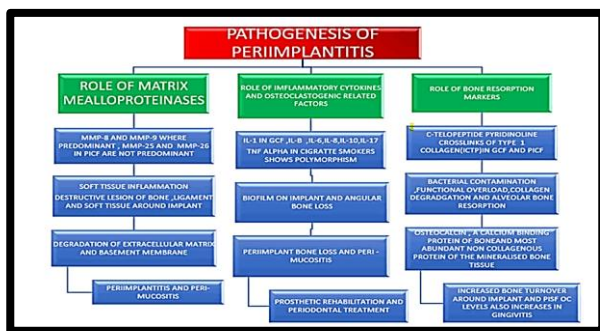 PATHOGENESIS OF
PERIIMPLANTITIS
ROLE OF MATRIX
MEALLOPROTEINASES
MMP-8 AND MMP-9 WHERE
PREDOMINANT , MMP-25 AND MMP-26
IN PICF ARE NOT PREDOMINANT
SOFT TISSUE INFLAMMATION
DESTRUCTIVE LESION OF BONE ,LIGAMENT
AND SOFT TISSUE AROUND IMPLANT
DEGRADATION OF EXTRACELLULAR MATRIX
AND BASEMENT MEMBRANE
PERIIMPLANTITIS AND PERI-
MUCOSITIS
ROLE OF IMFLAMMATORY CYTOKINES
AND OSTEOCLASTOGENIC RELATED
FACTORS
IL-1 IN GCF ,IL-8 ,IL-6,IL-8,IL-10,IL-17
TNF ALPHA IN CIGRATTE SMOKERS
SHOWS POLYMORPHISM
BIOFILM ON IMPLANT AND ANGULAR
BONE LOSS
PERIIMPLANT BONE LOSS AND PERI -
MUCOSITIS
PROSTHETIC REHABILITATION AND
PERIODONTAL TREATMENT
ROLE OF BONE RESORPTION
MARKERS
C-TELOPEPTIDE PYRIDINOLINE
CROSSLINKS OF TYPE 1
COLLAGEN(ICTP)IN GCF AND PICF
BACTERIAL CONTAMINATION
,FUNCTIONAL OVERLOAD,COLLAGEN
DEGRADGTION AND ALVEOLAR BONE
RESORPTION
OSTEOCALCIN , A CALCIUM BINDING
PROTEIN OF BONEAND MOST
ABUNDANT NON COLLAGENOUS
PROTEIN OF THE MINERALISED BONE
TISSUE
INCREASED BONE TURNOVER
AROUND IMPLANT AND PISF OC
LEVELS ALSO INCREASES IN
GINGIVITIS